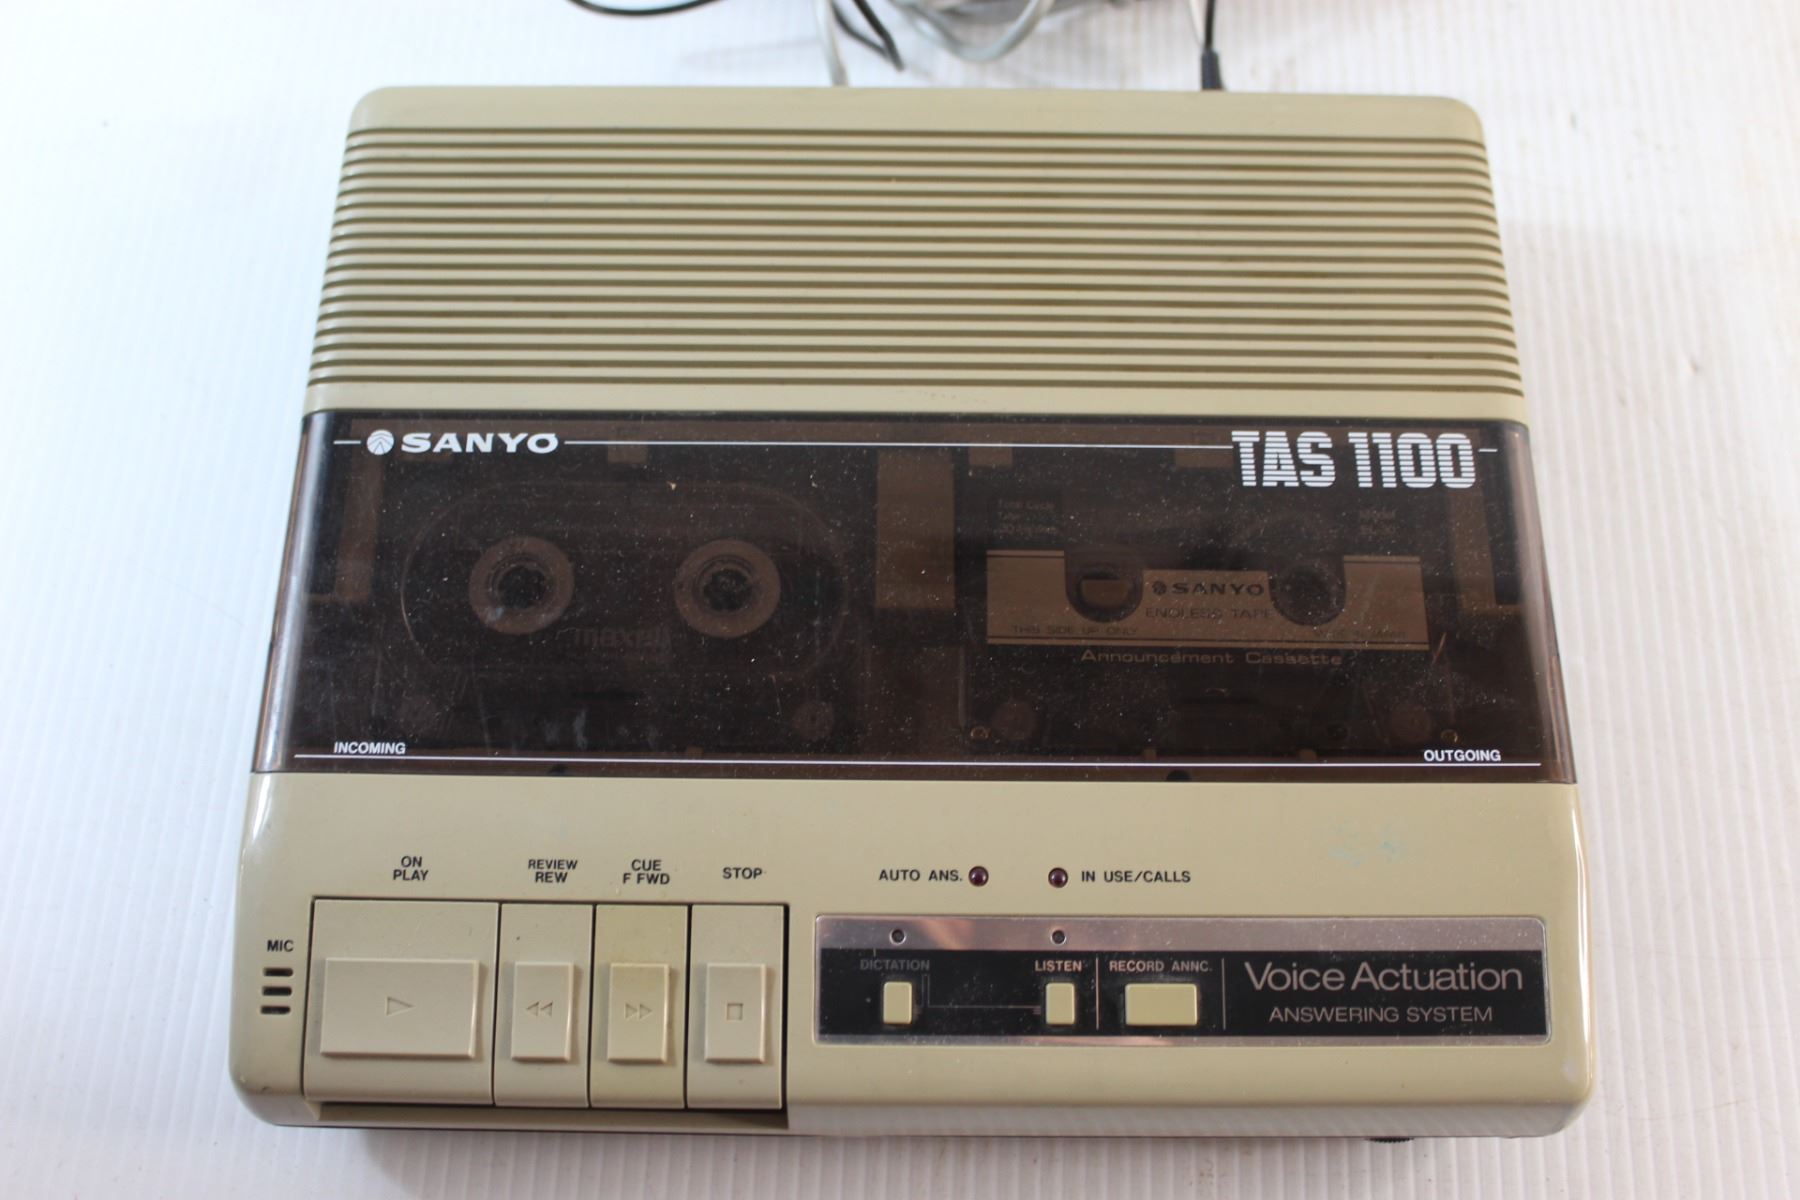 SANYO
TAS 1100
maxell
SANYO
ENDLESS TAPE
THIS SIDE UP ONLY
Announcement Cassette
INCOMING
OUTGOING
ON
PLAY
REVIEW
REW
CUE
F FWD
STOP
AUTO ANS.
IN USE/CALLS
MIC
DICTATION
LISTEN
RECORD ANNC.
Voice Actuation
ANSWERING SYSTEM